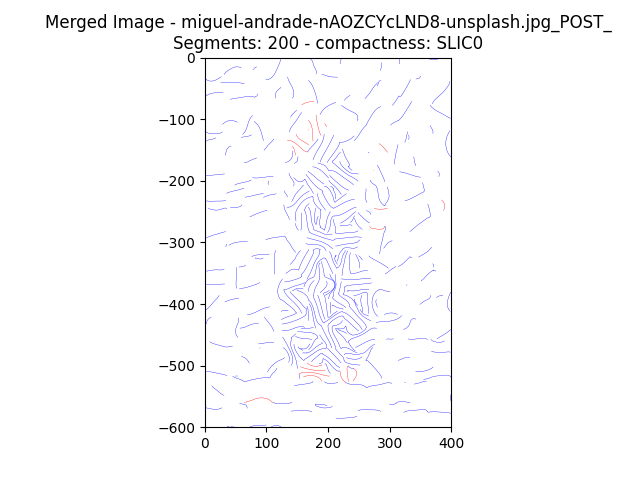 Merged Image - miguel-andrade-nAOZCYcLND8-unsplash.jpg_POST_
Segments: 200 - compactness: SLIC0
0
−100
−200
−300
−400
−500
−600
0 100 200 300 400